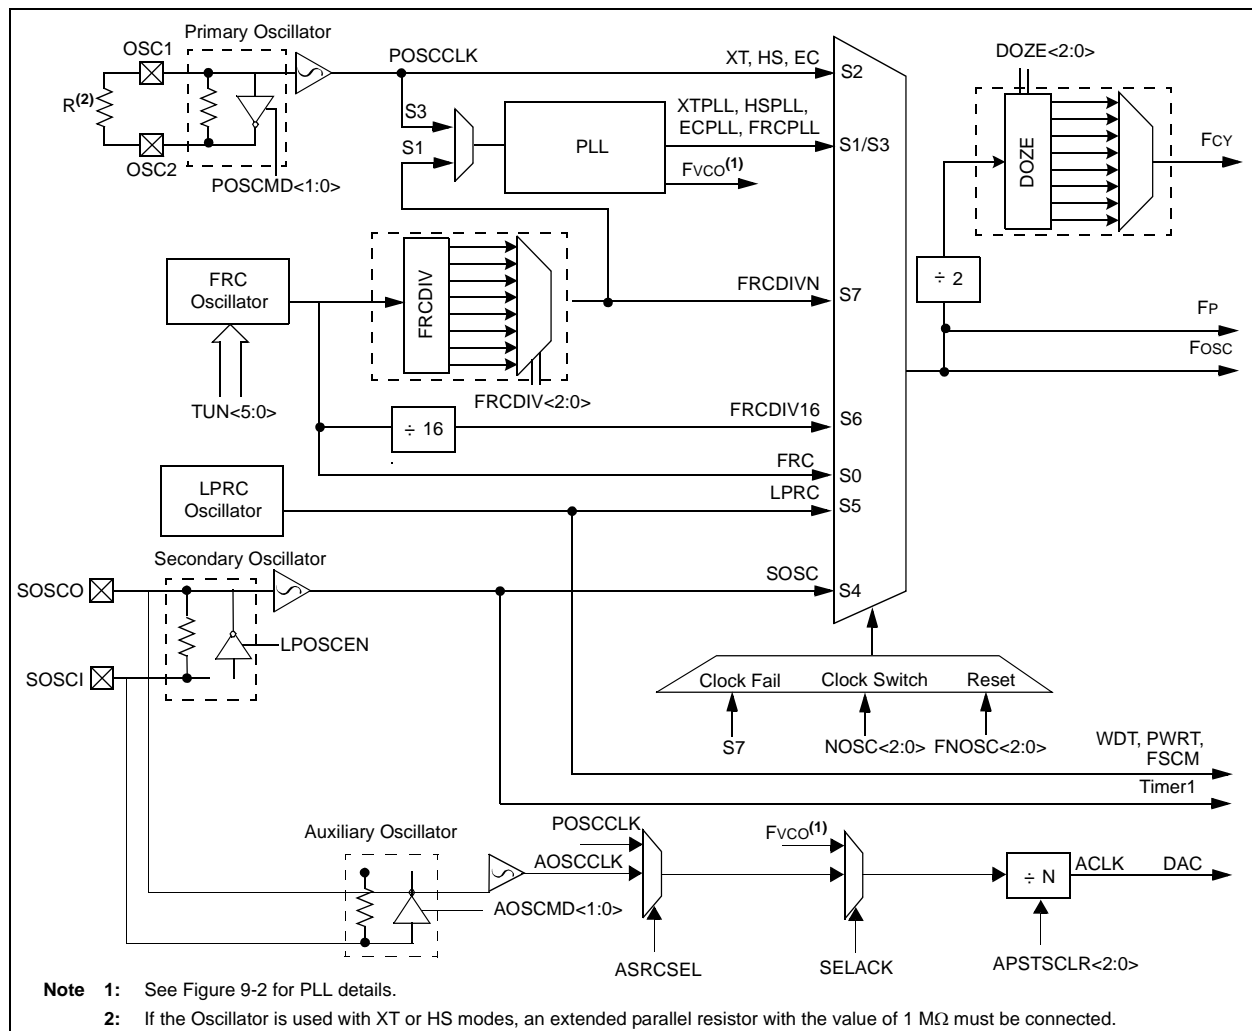 Primary Oscillator
OSC1
POSCCLK
XT, HS, EC
S2
DOZE<2:0>
R(2)
S3
XTPLL, HSPLL,
ECPLL, FRCPLL
PLL
S1
S1/S3
DOZE
FCY
OSC2
FVCO(1)
POSCMD<1:0>
FRC
Oscillator
FRCDIV
FRCDIVN
S7
÷ 2
FP
FOSC
TUN<5:0>
FRCDIV<2:0>
÷ 16
FRCDIV16
S6
FRC
S0
LPRC
Oscillator
LPRC
S5
Secondary Oscillator
SOSCO
SOSC
S4
LPOSCEN
SOSCI
Clock Fail
Clock Switch
Reset
S7
NOSC<2:0>
FNOSC<2:0>
WDT, PWRT,
FSCM
Timer1
Auxiliary Oscillator
POSCCLK
FVCO(1)
AOSCCLK
÷ N
ACLK
DAC
AOSCMD<1:0>
ASRCSEL
SELACK
APSTSCLR<2:0>
Note 1: See Figure 9-2 for PLL details.
2: If the Oscillator is used with XT or HS modes, an extended parallel resistor with the value of 1 MΩ must be connected.